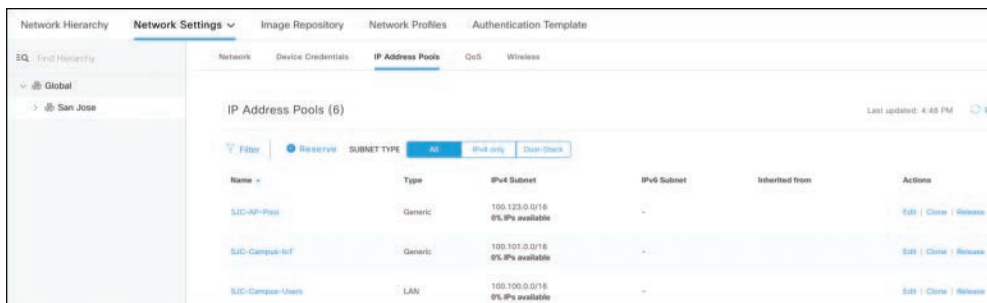 Network Hierarchy Network Settings Image Repository Network Profiles Authentication Template
Find Hierarchy Network Device Credentials IP Address Pools QoS Wireless
Global
San Jose
IP Address Pools (6) Last updated: 4:48 PM
Filter Reserve SUBNET TYPE All IPv4 only Dual-Stack
Name Type IPv4 Subnet IPv6 Subnet Inherited from Actions
SJC-AP-Pool Generic 100.123.0.0/16 - Edit | Clone | Release
0% IPs available
SJC-Campus-IoT Generic 100.101.0.0/16 - Edit | Clone | Release
0% IPs available
SJC-Campus-Users LAN 100.100.0.0/16 - Edit | Clone | Release
0% IPs available